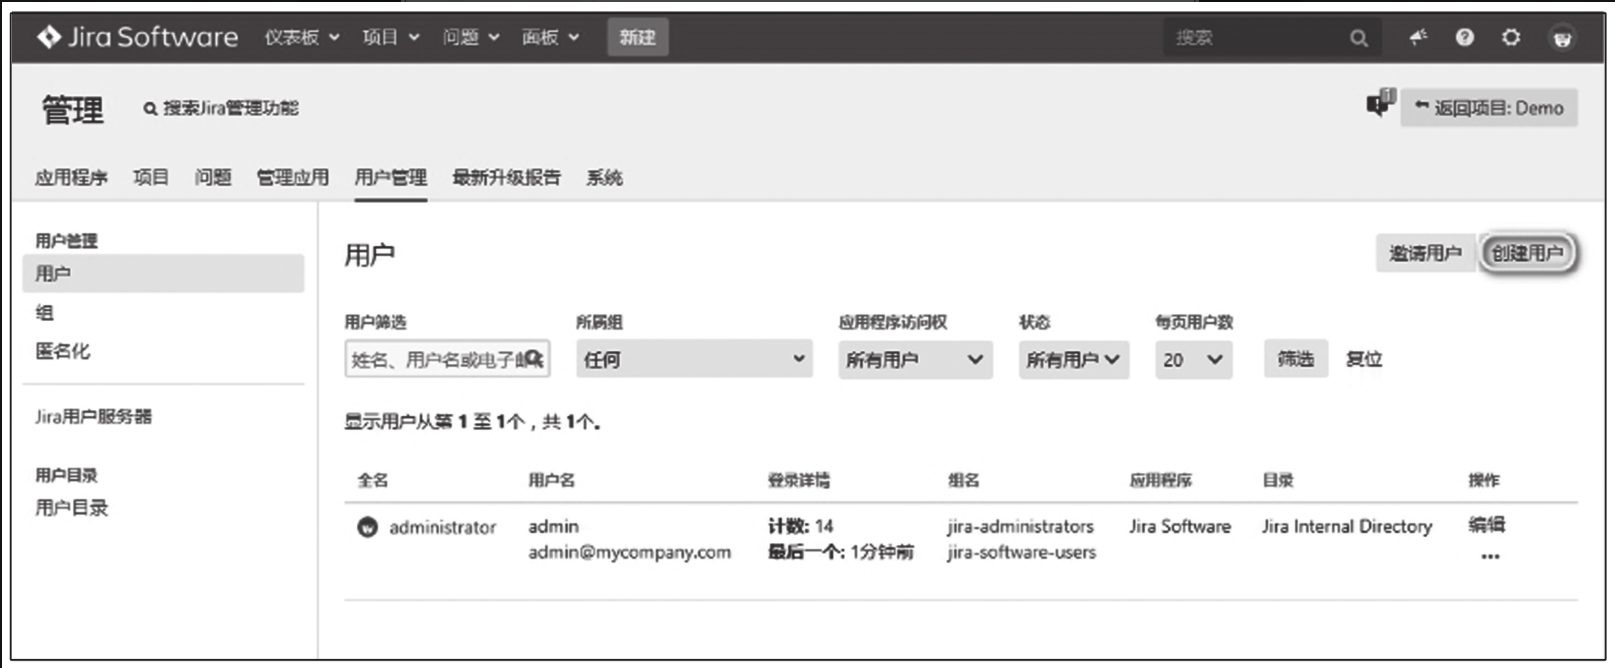 Jira Software 仪表板 项目 问题 面板 新建 搜索
管理 搜索Jira管理功能 返回项目: Demo
应用程序 项目 问题 管理应用 用户管理 最新升级报告 系统
用户管理
用户
组
匿名化
Jira用户服务器
用户目录
用户目录
用户 邀请用户 创建用户
用户筛选 所属组 应用程序访问权 状态 每页用户数
姓名、用户名或电子 任何 所有用户 所有用户 20 筛选 复位
显示用户从第 1 至 1个，共 1个。
全名 用户名 登录详情 组名 应用程序 目录 操作
administrator admin 计数: 14 jira-administrators Jira Software Jira Internal Directory 编辑
admin@mycompany.com 最后一个: 1分钟前 jira-software-users ...